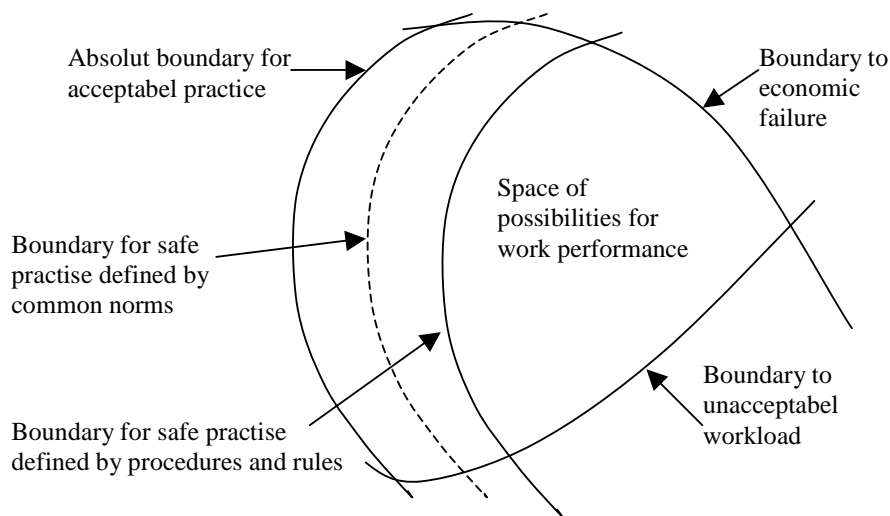 Absolut boundary for
acceptabel practice
Boundary to
economic
failure
Space of
possibilities for
work performance
Boundary for safe
practise defined by
common norms
Boundary to
unacceptabel
workload
Boundary for safe practise
defined by procedures and rules